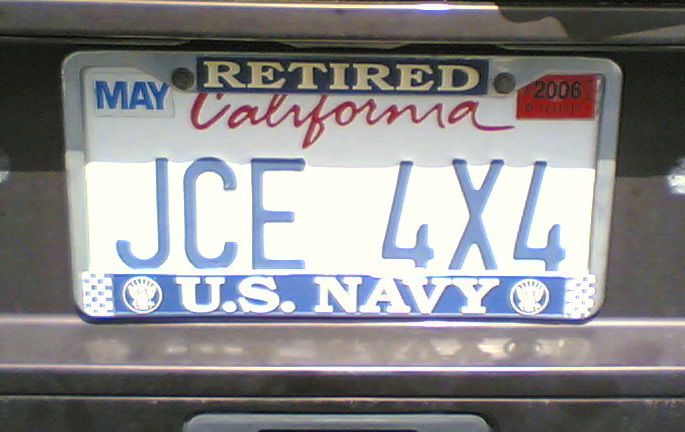 RETIRED
MAY
2006
California
JCE 4X4
U.S. NAVY